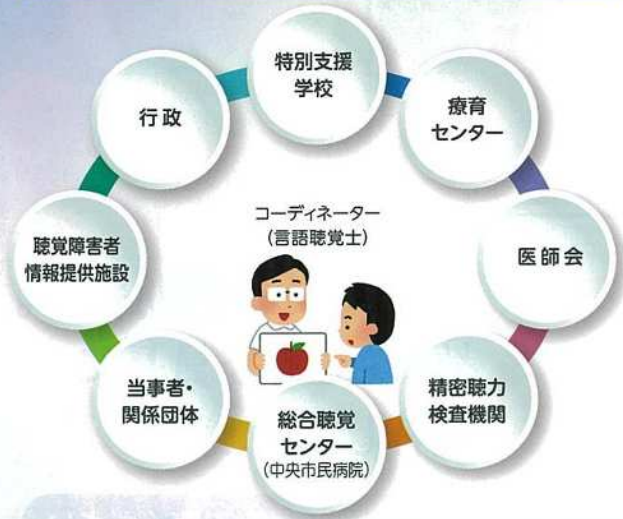 特別支援
学校
療育
センター
医師会
精密聴力
検査機関
総合聴覚
センター
(中央市民病院)
当事者・
関係団体
聴覚障害者
情報提供施設
行政
コーディネーター
(言語聴覚士)